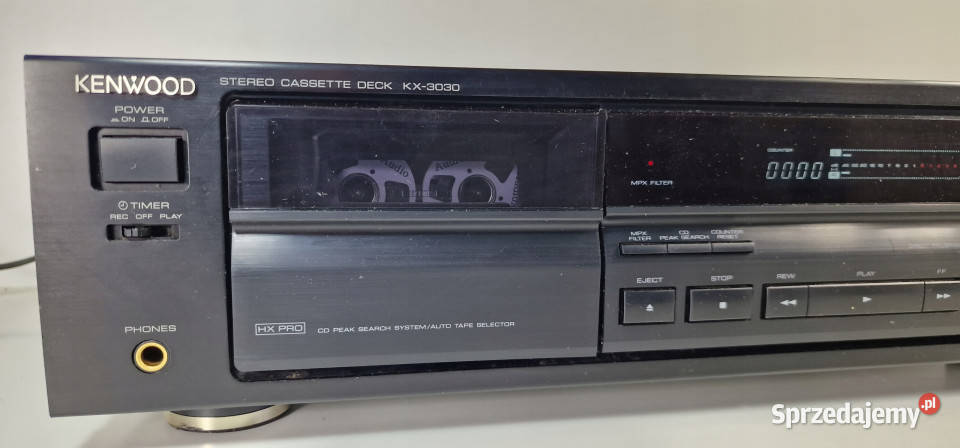 KENWOOD
STEREO CASSETTE DECK KX-3030
POWER
ON OFF
TIMER
REC OFF PLAY
PHONES
Audio
Audio
HX PRO
CD PEAK SEARCH SYSTEM/AUTO TAPE SELECTOR
MPX FILTER
COUNTER
0000
MPX FILTER
CD PEAK SEARCH
COUNTER RESET
EJECT
STOP
REW
PLAY
FF
Sprzedajemy.pl